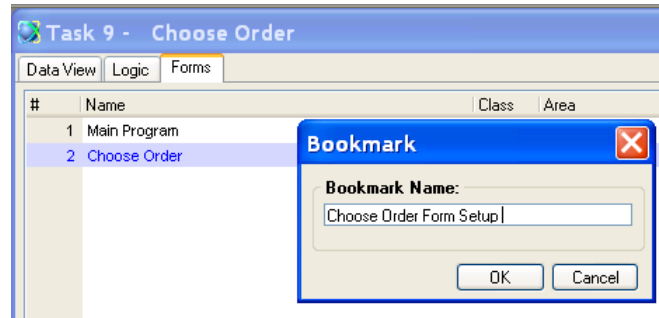 Task 9 - Choose Order
Data View Logic Forms
# Name Class Area
1 Main Program
2 Choose Order
Bookmark
Bookmark Name:
Choose Order Form Setup
OK Cancel